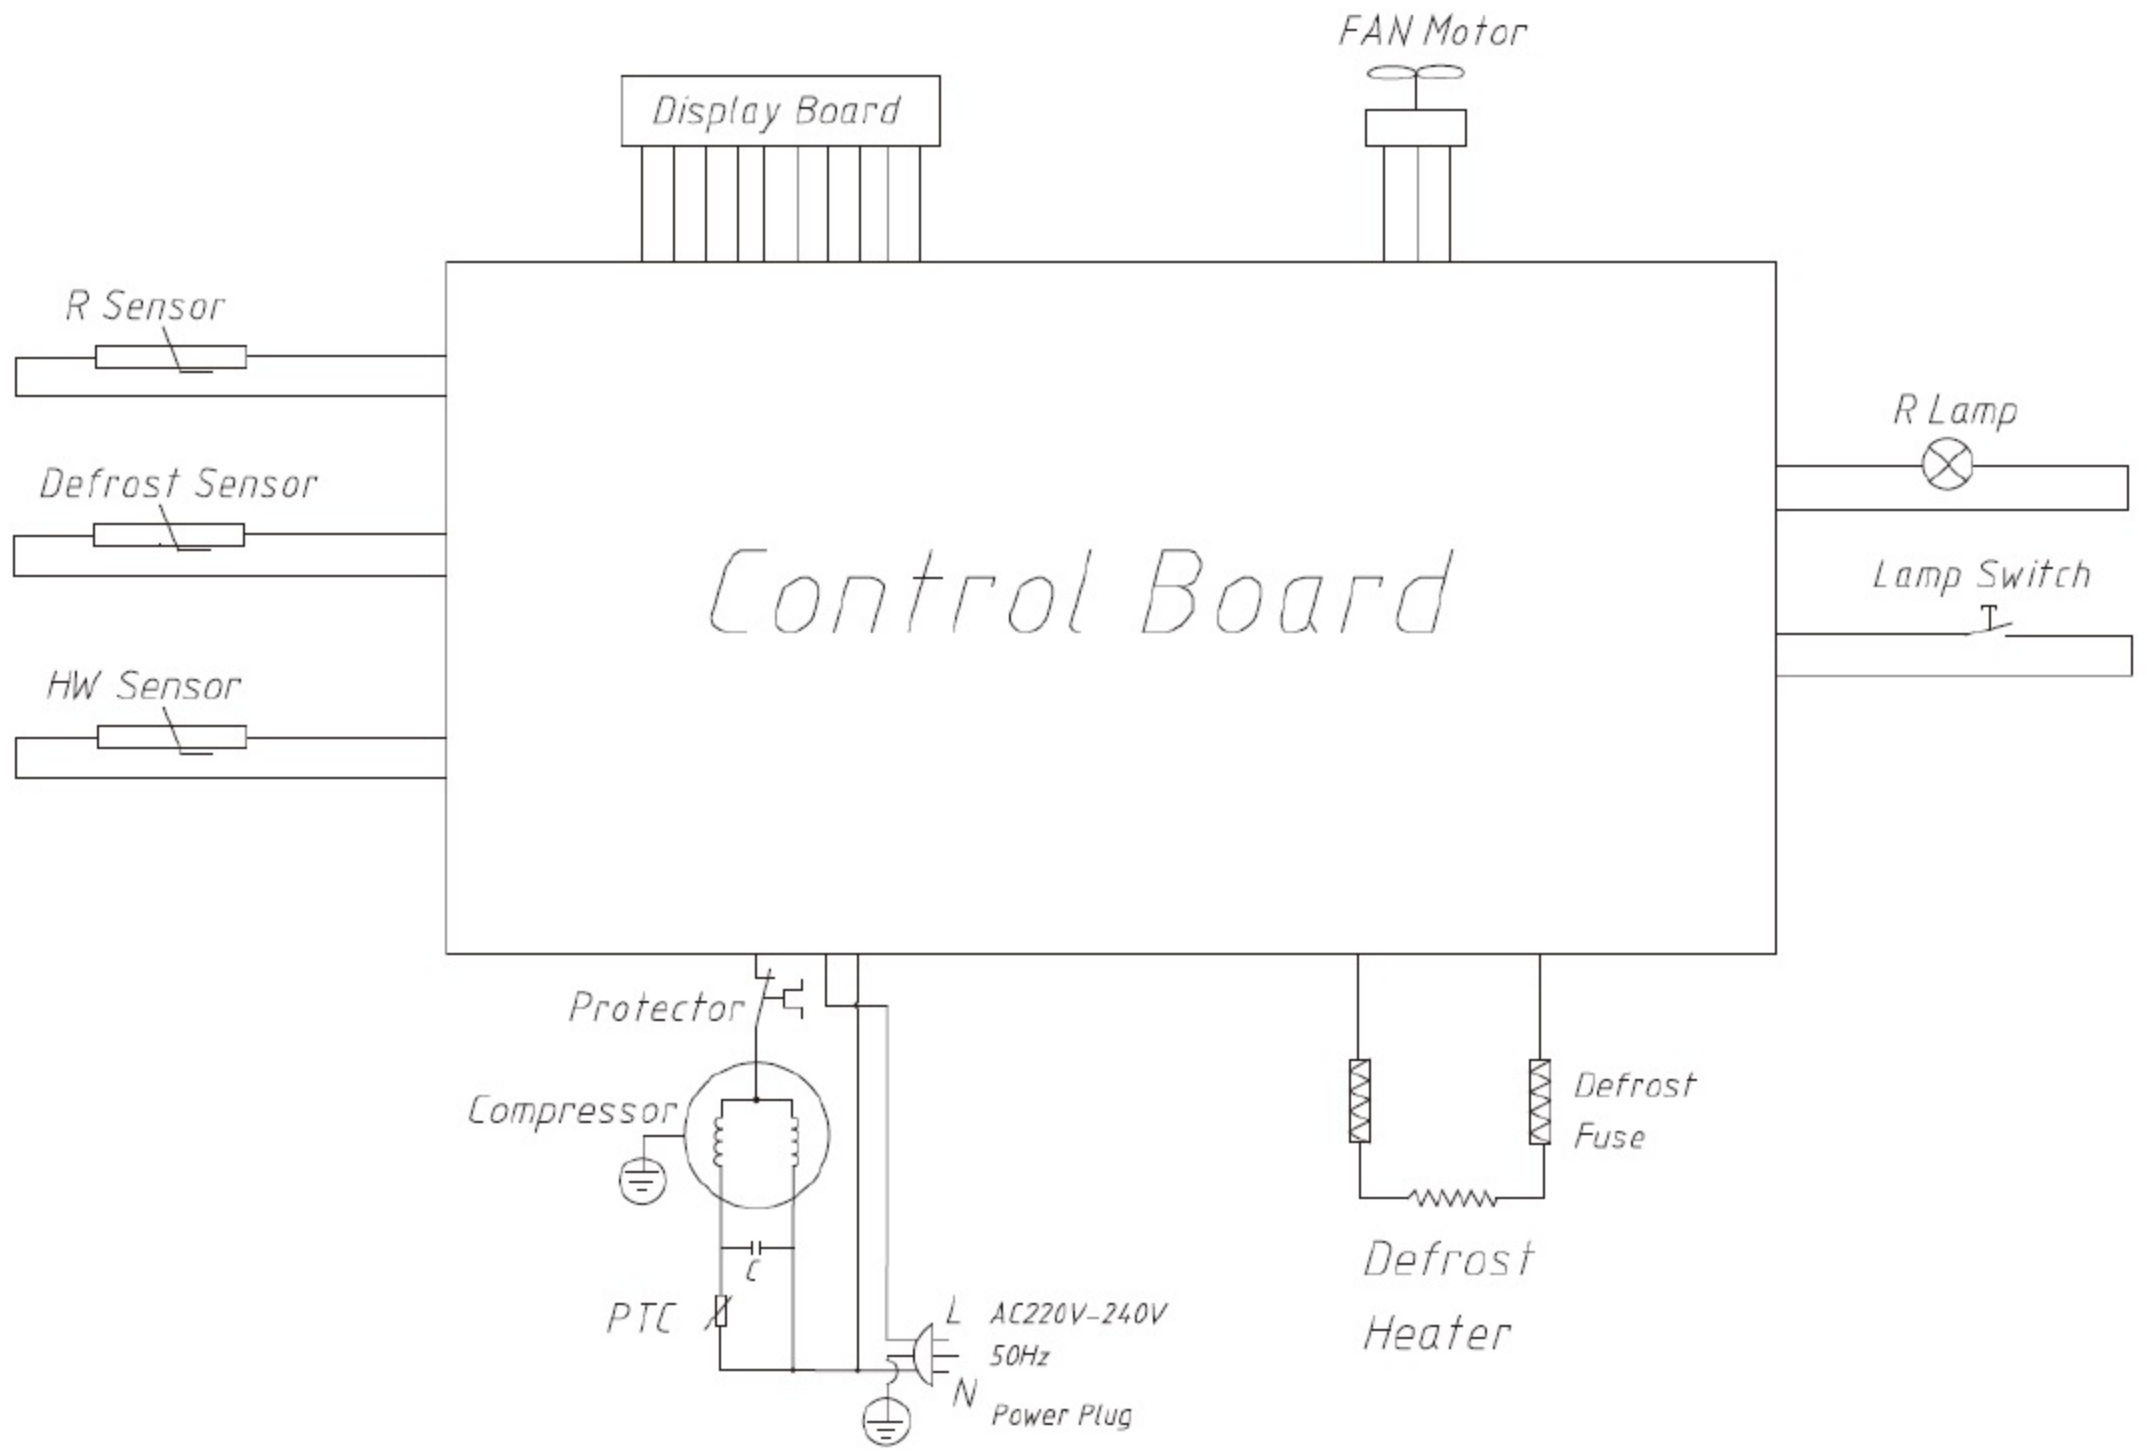 FAN Motor
Display Board
R Sensor
R Lamp
Defrost Sensor
Control Board
Lamp Switch
HW Sensor
Protector
Compressor
Defrost
Fuse
C
Defrost
Heater
PTC
L AC220V-240V
50Hz
N Power Plug